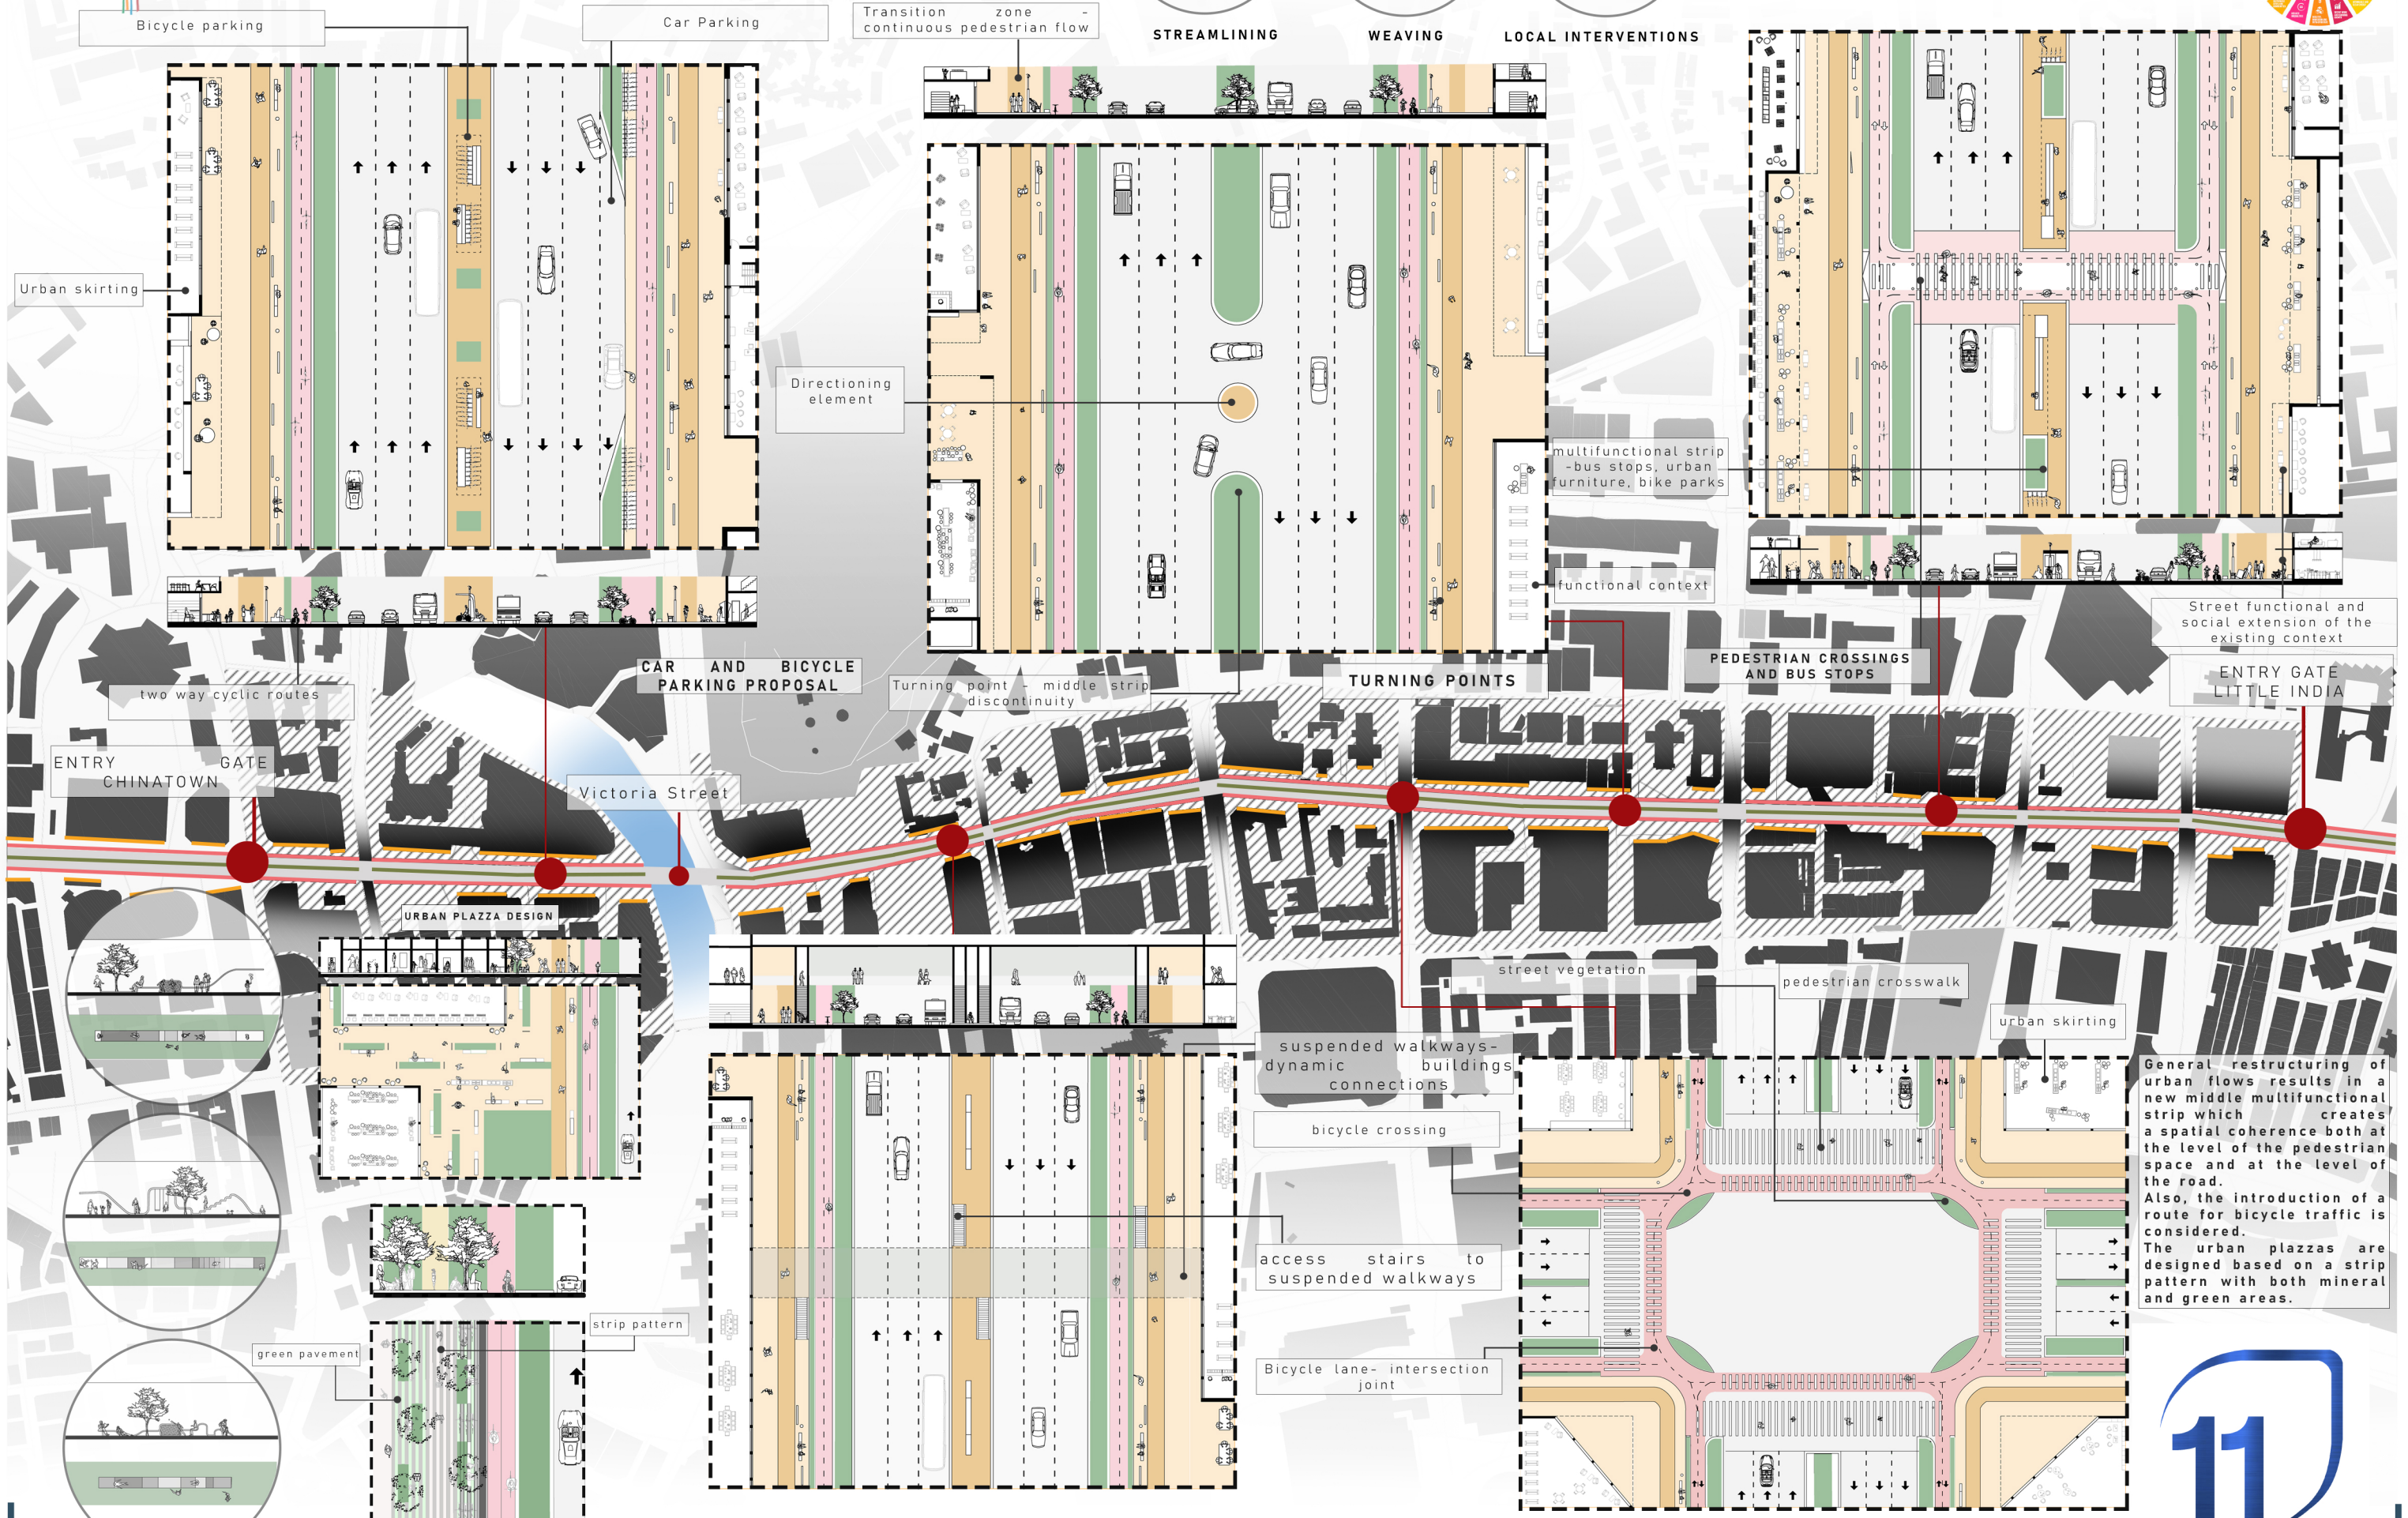 Bicycle parking
Car Parking
Transition zone -
continuous pedestrian flow
STREAMLINING
WEAVING
LOCAL INTERVENTIONS
Urban skirting
Directioning
element
multifunctional strip
-bus stops, urban
furniture, bike parks
functional context
Street functional and
social extension of the
existing context
two way cyclic routes
CAR AND BICYCLE
PARKING PROPOSAL
Turning point - middle strip
discontinuity
TURNING POINTS
PEDESTRIAN CROSSINGS
AND BUS STOPS
ENTRY GATE
LITTLE INDIA
ENTRY GATE
CHINATOWN
Victoria Street
URBAN PLAZZA DESIGN
street vegetation
pedestrian crosswalk
urban skirting
suspended walkways-
dynamic buildings
connections
bicycle crossing
access stairs to
suspended walkways
Bicycle lane- intersection
joint
strip pattern
green pavement
General restructuring of
urban flows results in a
new middle multifunctional
strip which creates
a spatial coherence both at
the level of the pedestrian
space and at the level of
the road.
Also, the introduction of a
route for bicycle traffic is
considered.
The urban plazzas are
designed based on a strip
pattern with both mineral
and green areas.
11